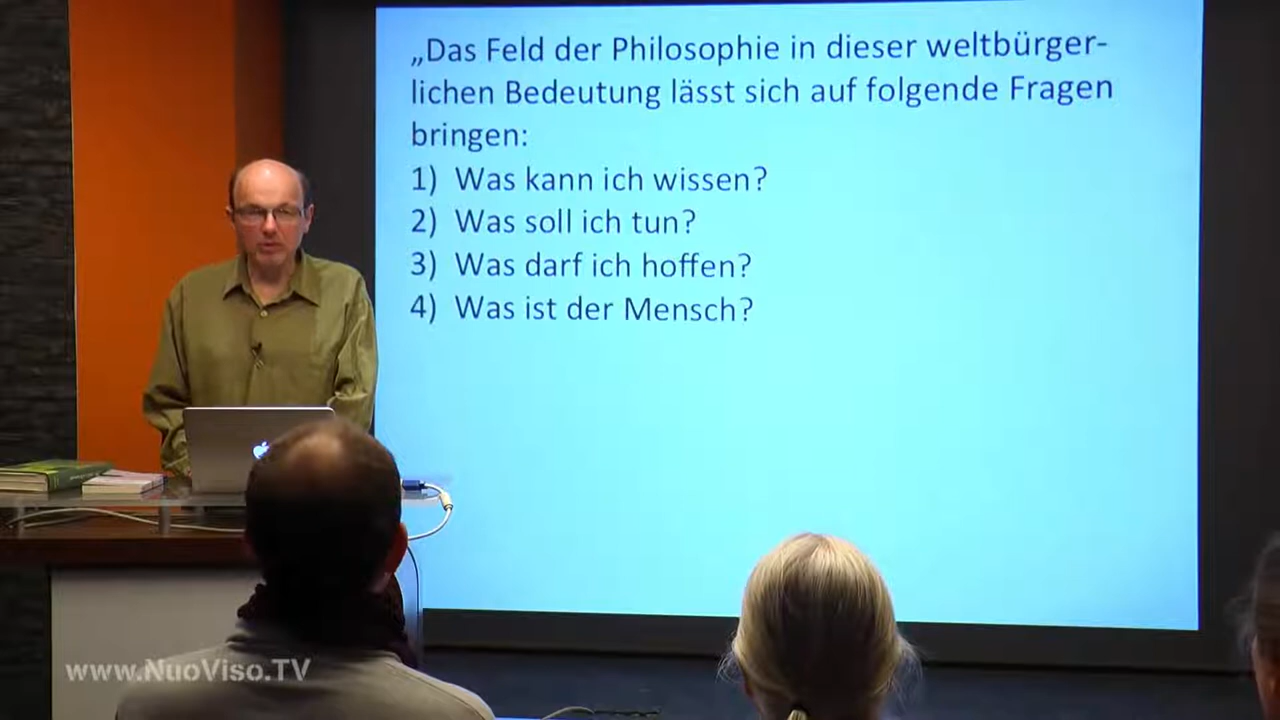 „Das Feld der Philosophie in dieser weltbürger-
lichen Bedeutung lässt sich auf folgende Fragen
bringen:
1) Was kann ich wissen?
2) Was soll ich tun?
3) Was darf ich hoffen?
4) Was ist der Mensch?
www.NuoViso.TV